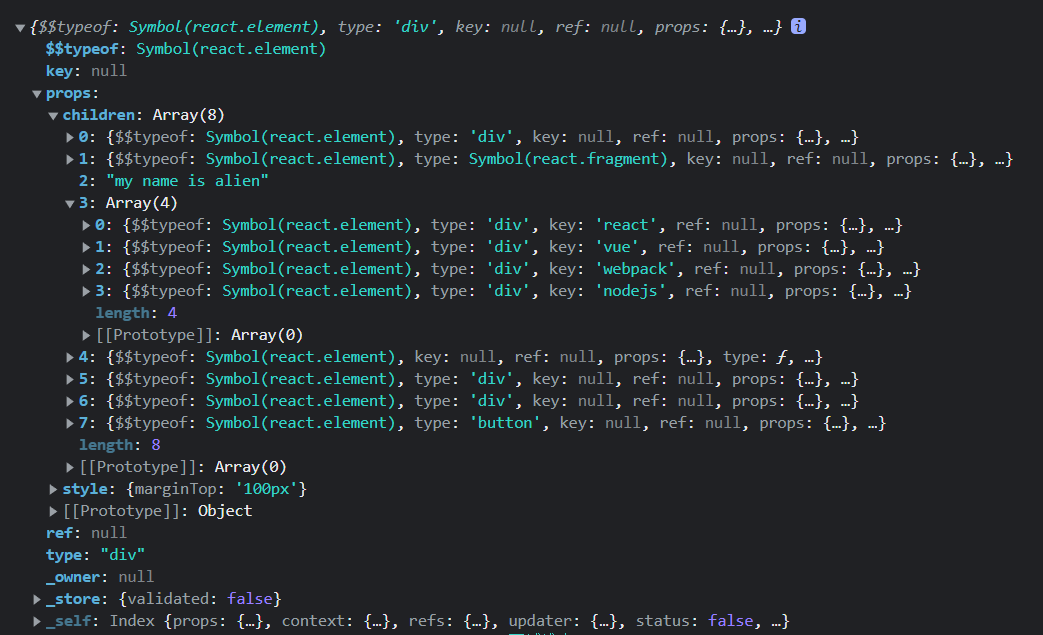 ▼{$$typeof: Symbol(react.element), type: 'div', key: null, ref: null, props: {…}, …} i
$$typeof: Symbol(react.element)
key: null
▼props:
▼children: Array(8)
▶0: {$$typeof: Symbol(react.element), type: 'div', key: null, ref: null, props: {…}, …}
▶1: {$$typeof: Symbol(react.element), type: Symbol(react.fragment), key: null, ref: null, props: {…}, …}
2: "my name is alien"
▼3: Array(4)
▶0: {$$typeof: Symbol(react.element), type: 'div', key: 'react', ref: null, props: {…}, …}
▶1: {$$typeof: Symbol(react.element), type: 'div', key: 'vue', ref: null, props: {…}, …}
▶2: {$$typeof: Symbol(react.element), type: 'div', key: 'webpack', ref: null, props: {…}, …}
▶3: {$$typeof: Symbol(react.element), type: 'div', key: 'nodejs', ref: null, props: {…}, …}
length: 4
▶[[Prototype]]: Array(0)
▶4: {$$typeof: Symbol(react.element), key: null, ref: null, props: {…}, type: ƒ, …}
▶5: {$$typeof: Symbol(react.element), type: 'div', key: null, ref: null, props: {…}, …}
▶6: {$$typeof: Symbol(react.element), type: 'div', key: null, ref: null, props: {…}, …}
▶7: {$$typeof: Symbol(react.element), type: 'button', key: null, ref: null, props: {…}, …}
length: 8
▶[[Prototype]]: Array(0)
▶style: {marginTop: '100px'}
▶[[Prototype]]: Object
ref: null
type: "div"
_owner: null
▶_store: {validated: false}
▶_self: Index {props: {…}, context: {…}, refs: {…}, updater: {…}, status: false, …}